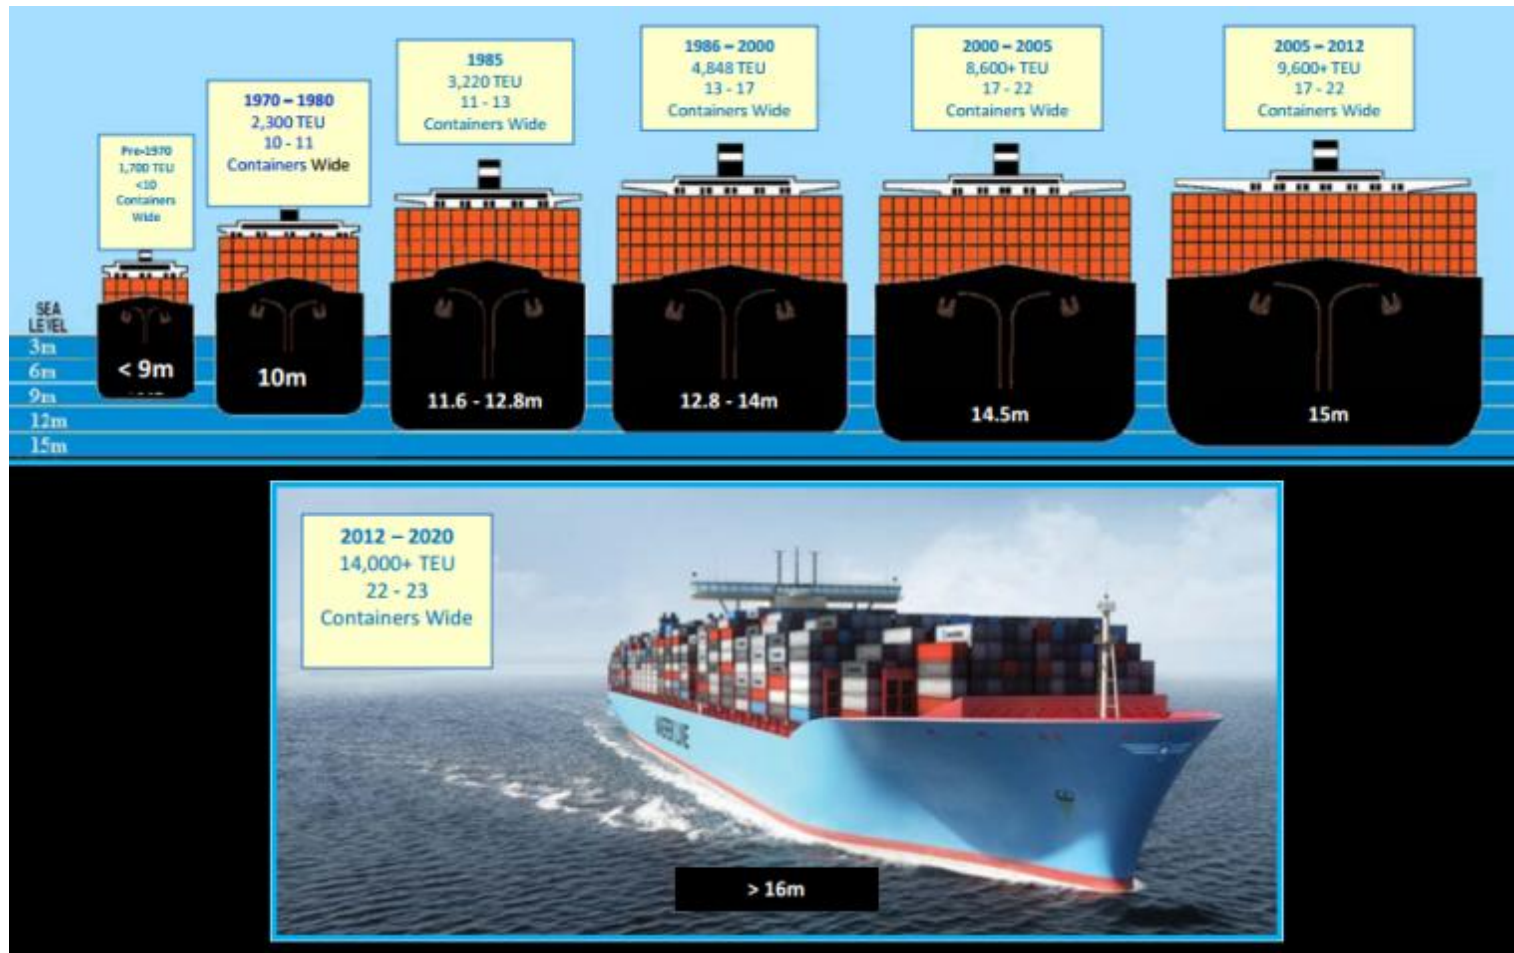 Pre-1970
1,700 TEU
<10
Containers
Wide
1970 – 1980
2,300 TEU
10 - 11
Containers Wide
1985
3,220 TEU
11 - 13
Containers Wide
1986 – 2000
4,848 TEU
13 - 17
Containers Wide
2000 – 2005
8,600+ TEU
17 - 22
Containers Wide
2005 – 2012
9,600+ TEU
17 - 22
Containers Wide
SEA
LEVEL
3m
6m
9m
12m
15m
< 9m
10m
11.6 - 12.8m
12.8 - 14m
14.5m
15m
2012 – 2020
14,000+ TEU
22 - 23
Containers Wide
> 16m